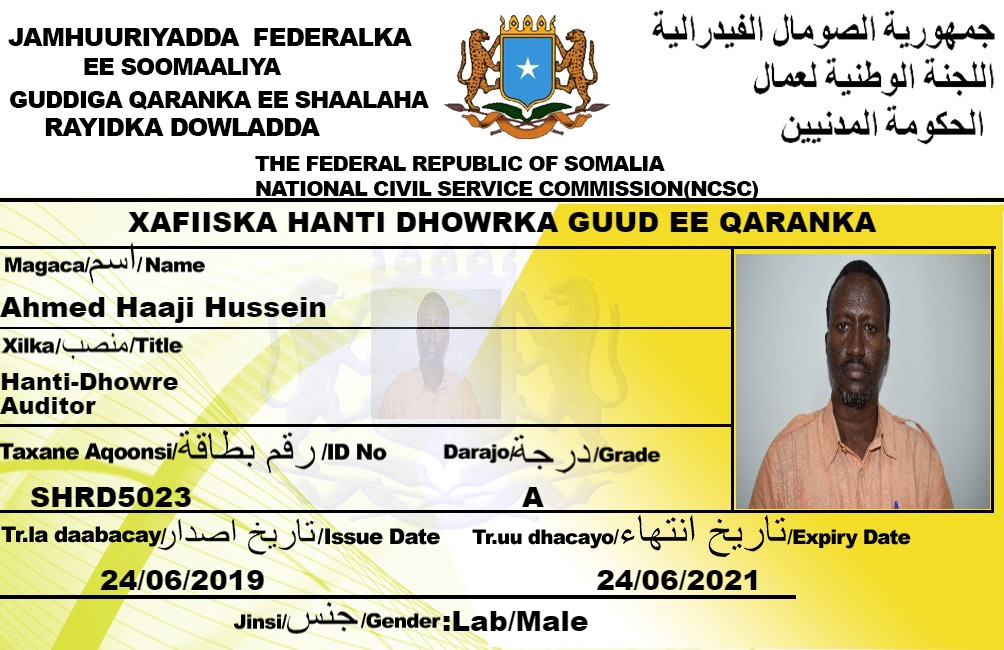 JAMHUURIYADDA FEDERALKA
EE SOOMAALIYA
GUDDIGA QARANKA EE SHAALAHA
RAYIDKA DOWLADDA
جمهورية الصومال الفيدرالية
اللجنة الوطنية لعمال
الحكومة المدنيين
THE FEDERAL REPUBLIC OF SOMALIA
NATIONAL CIVIL SERVICE COMMISSION(NCSC)
XAFIISKA HANTI DHOWRKA GUUD EE QARANKA
Magaca/اسم/Name
Ahmed Haaji Hussein
Xilka/منصب/Title
Hanti-Dhowre
Auditor
Taxane Aqoonsi/رقم بطاقة/ID No
Darajo/درجة/Grade
SHRD5023
A
Tr.la daabacay/تاريخ اصدار/Issue Date
Tr.uu dhacayo/تاريخ انتهاء/Expiry Date
24/06/2019
24/06/2021
Jinsi/جنس/Gender:Lab/Male